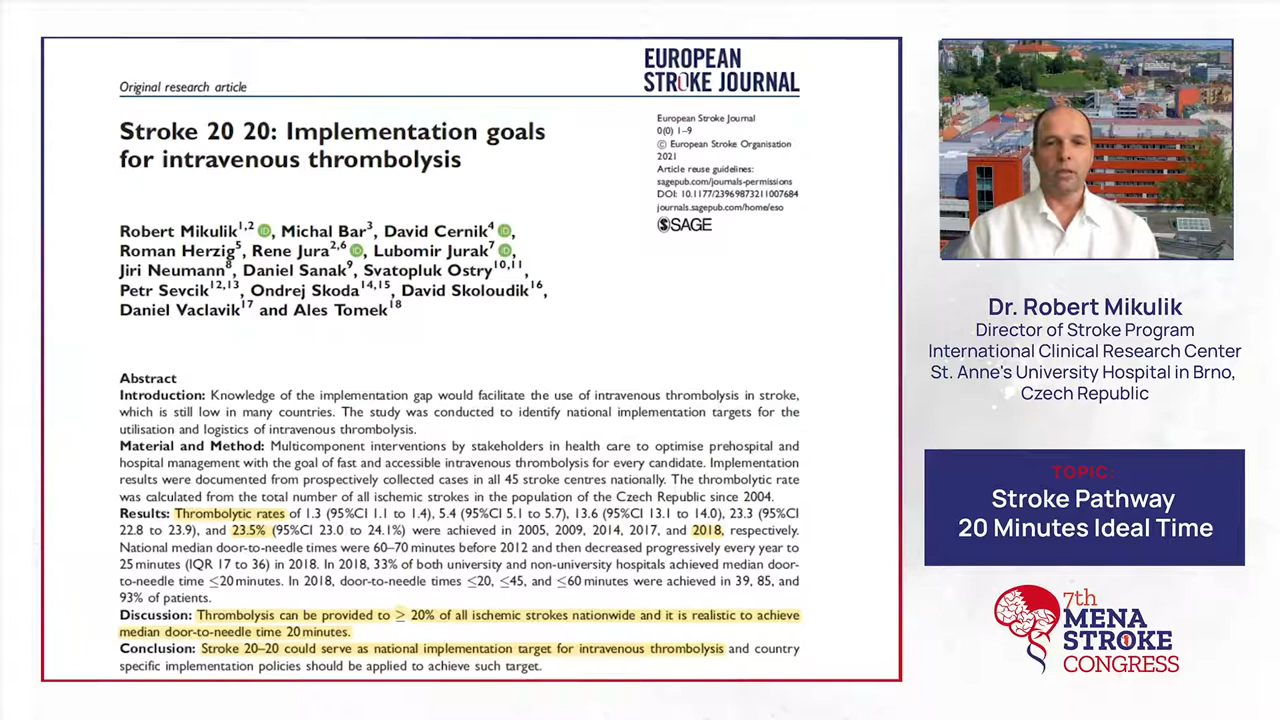 Original research article
EUROPEAN
STROKE JOURNAL
Stroke 20 20: Implementation goals
for intravenous thrombolysis
European Stroke Journal
0(0) 1–9
© European Stroke Organisation
2021
Article reuse guidelines:
sagepub.com/journals-permissions
DOI: 10.1177/23969873211007684
journals.sagepub.com/home/eso
SAGE
Robert Mikulik1,2, Michal Bar3, David Cernik4,
Roman Herzig5, Rene Jura2,6, Lubomir Jurak7,
Jiri Neumann8, Daniel Sanak9, Svatopluk Ostry10,11,
Petr Sevcik12,13, Ondrej Skoda14,15, David Skoloudik16,
Daniel Vaclavik17 and Ales Tomek18
Abstract
Introduction: Knowledge of the implementation gap would facilitate the use of intravenous thrombolysis in stroke,
which is still low in many countries. The study was conducted to identify national implementation targets for the
utilisation and logistics of intravenous thrombolysis.
Material and Method: Multicomponent interventions by stakeholders in health care to optimise prehospital and
hospital management with the goal of fast and accessible intravenous thrombolysis for every candidate. Implementation
results were documented from prospectively collected cases in all 45 stroke centres nationally. The thrombolytic rate
was calculated from the total number of all ischemic strokes in the population of the Czech Republic since 2004.
Results: Thrombolytic rates of 1.3 (95%CI 1.1 to 1.4), 5.4 (95%CI 5.1 to 5.7), 13.6 (95%CI 13.1 to 14.0), 23.3 (95%CI
22.8 to 23.9), and 23.5% (95%CI 23.0 to 24.1%) were achieved in 2005, 2009, 2014, 2017, and 2018, respectively.
National median door-to-needle times were 60–70 minutes before 2012 and then decreased progressively every year to
25 minutes (IQR 17 to 36) in 2018. In 2018, 33% of both university and non-university hospitals achieved median door-
to-needle time ≤20 minutes. In 2018, door-to-needle times ≤20, ≤45, and ≤60 minutes were achieved in 39, 85, and
93% of patients.
Discussion: Thrombolysis can be provided to ≥ 20% of all ischemic strokes nationwide and it is realistic to achieve
median door-to-needle time 20 minutes.
Conclusion: Stroke 20–20 could serve as national implementation target for intravenous thrombolysis and country
specific implementation policies should be applied to achieve such target.
Dr. Robert Mikulik
Director of Stroke Program
International Clinical Research Center
St. Anne's University Hospital in Brno,
Czech Republic
TOPIC:
Stroke Pathway
20 Minutes Ideal Time
7th
MENA
STROKE
CONGRESS